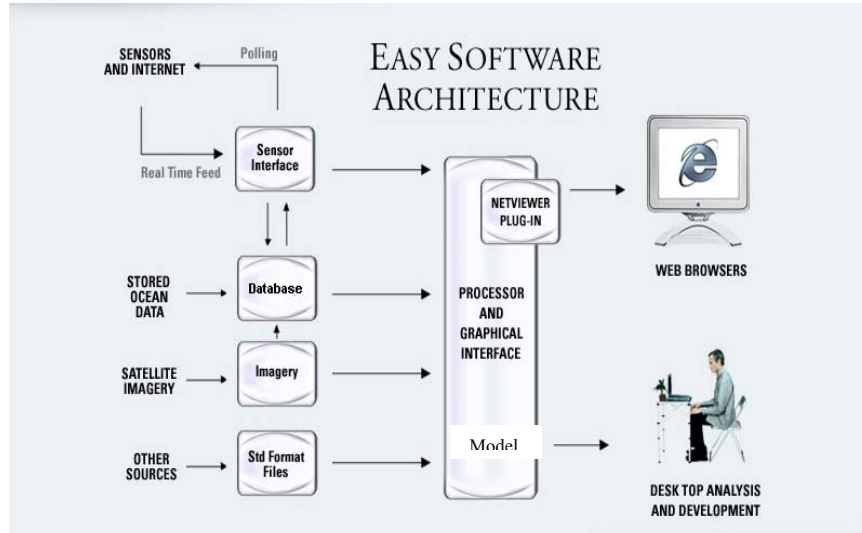 EASY SOFTWARE
ARCHITECTURE
SENSORS
AND INTERNET
Polling
Real Time Feed
Sensor
Interface
NETVIEWER
PLUG-IN
WEB BROWSERS
STORED
OCEAN
DATA
Database
PROCESSOR
AND
GRAPHICAL
INTERFACE
SATELLITE
IMAGERY
Imagery
Model
OTHER
SOURCES
Std Format
Files
DESK TOP ANALYSIS
AND DEVELOPMENT